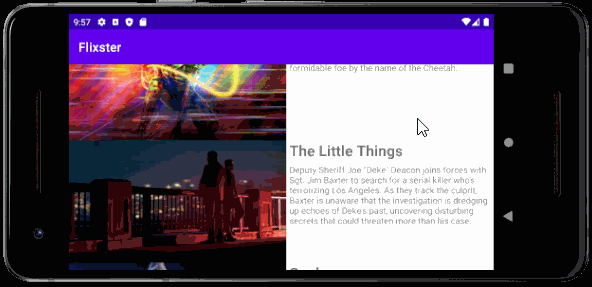 9:57
Flixster
formidable foe by the name of the Cheetah.
The Little Things
Deputy Sheriff Joe "Deke" Deacon joins forces with
Sgt. Jim Baxter to search for a serial killer who's
terrorizing Los Angeles. As they track the culprit,
Baxter is unaware that the investigation is dredging
up echoes of Deke's past, uncovering disturbing
secrets that could threaten more than his case.